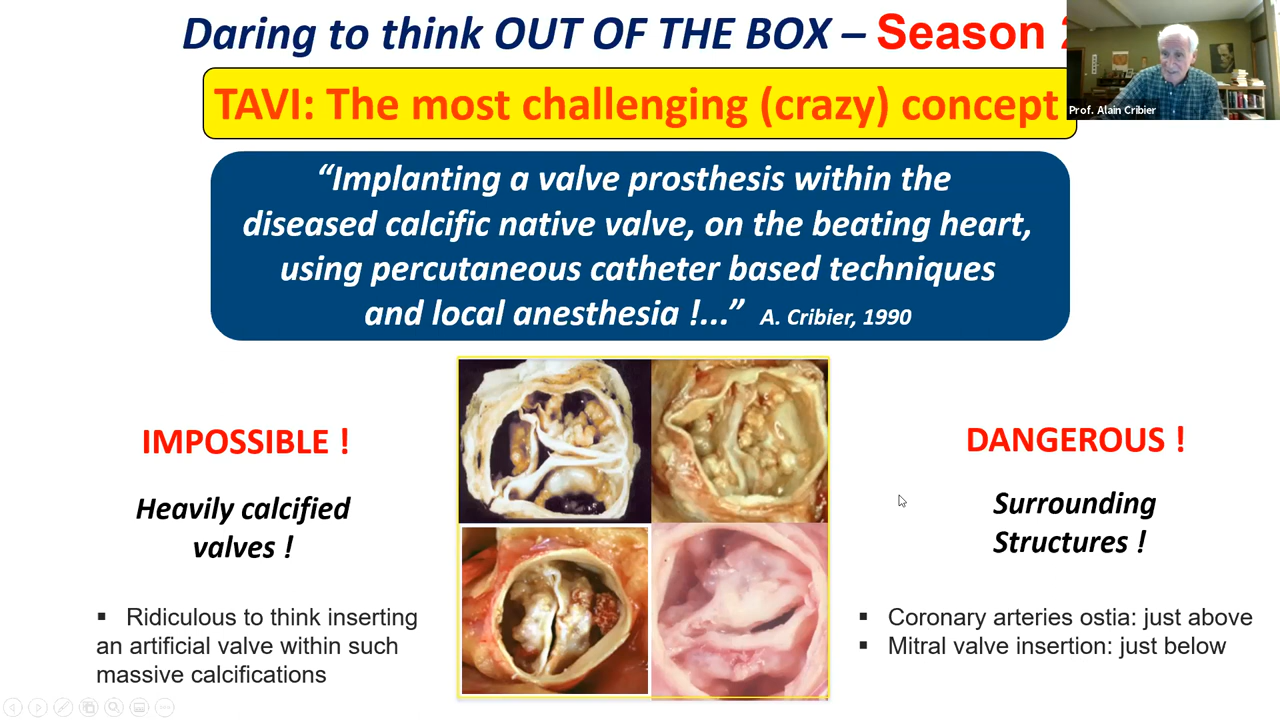 Daring to think OUT OF THE BOX – Season
TAVI: The most challenging (crazy) concept
Prof. Alain Cribier
“Implanting a valve prosthesis within the
diseased calcific native valve, on the beating heart,
using percutaneous catheter based techniques
and local anesthesia !...” A. Cribier, 1990
IMPOSSIBLE !
Heavily calcified
valves !
▪ Ridiculous to think inserting
an artificial valve within such
massive calcifications
DANGEROUS !
Surrounding
Structures !
▪ Coronary arteries ostia: just above
▪ Mitral valve insertion: just below